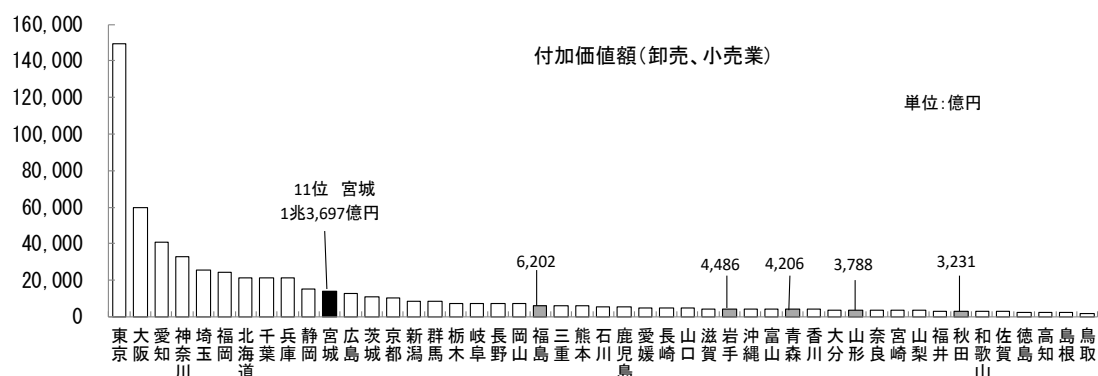 付加価値額（卸売、小売業）
単位：億円
160,000
140,000
120,000
100,000
80,000
60,000
40,000
20,000
0
11位　宮城
1兆3,697億円
6,202
4,486
4,206
3,788
3,231
東京
大阪
愛知
神奈川
埼玉
福岡
北海道
千葉
兵庫
静岡
宮城
広島
茨城
京都
新潟
群馬
栃木
岐阜
長野
岡山
福島
三重
熊本
石川
鹿児島
愛媛
長崎
山口
滋賀
岩手
沖縄
富山
青森
香川
大分
山形
奈良
宮崎
山梨
福井
秋田
和歌山
佐賀
徳島
高知
島根
鳥取